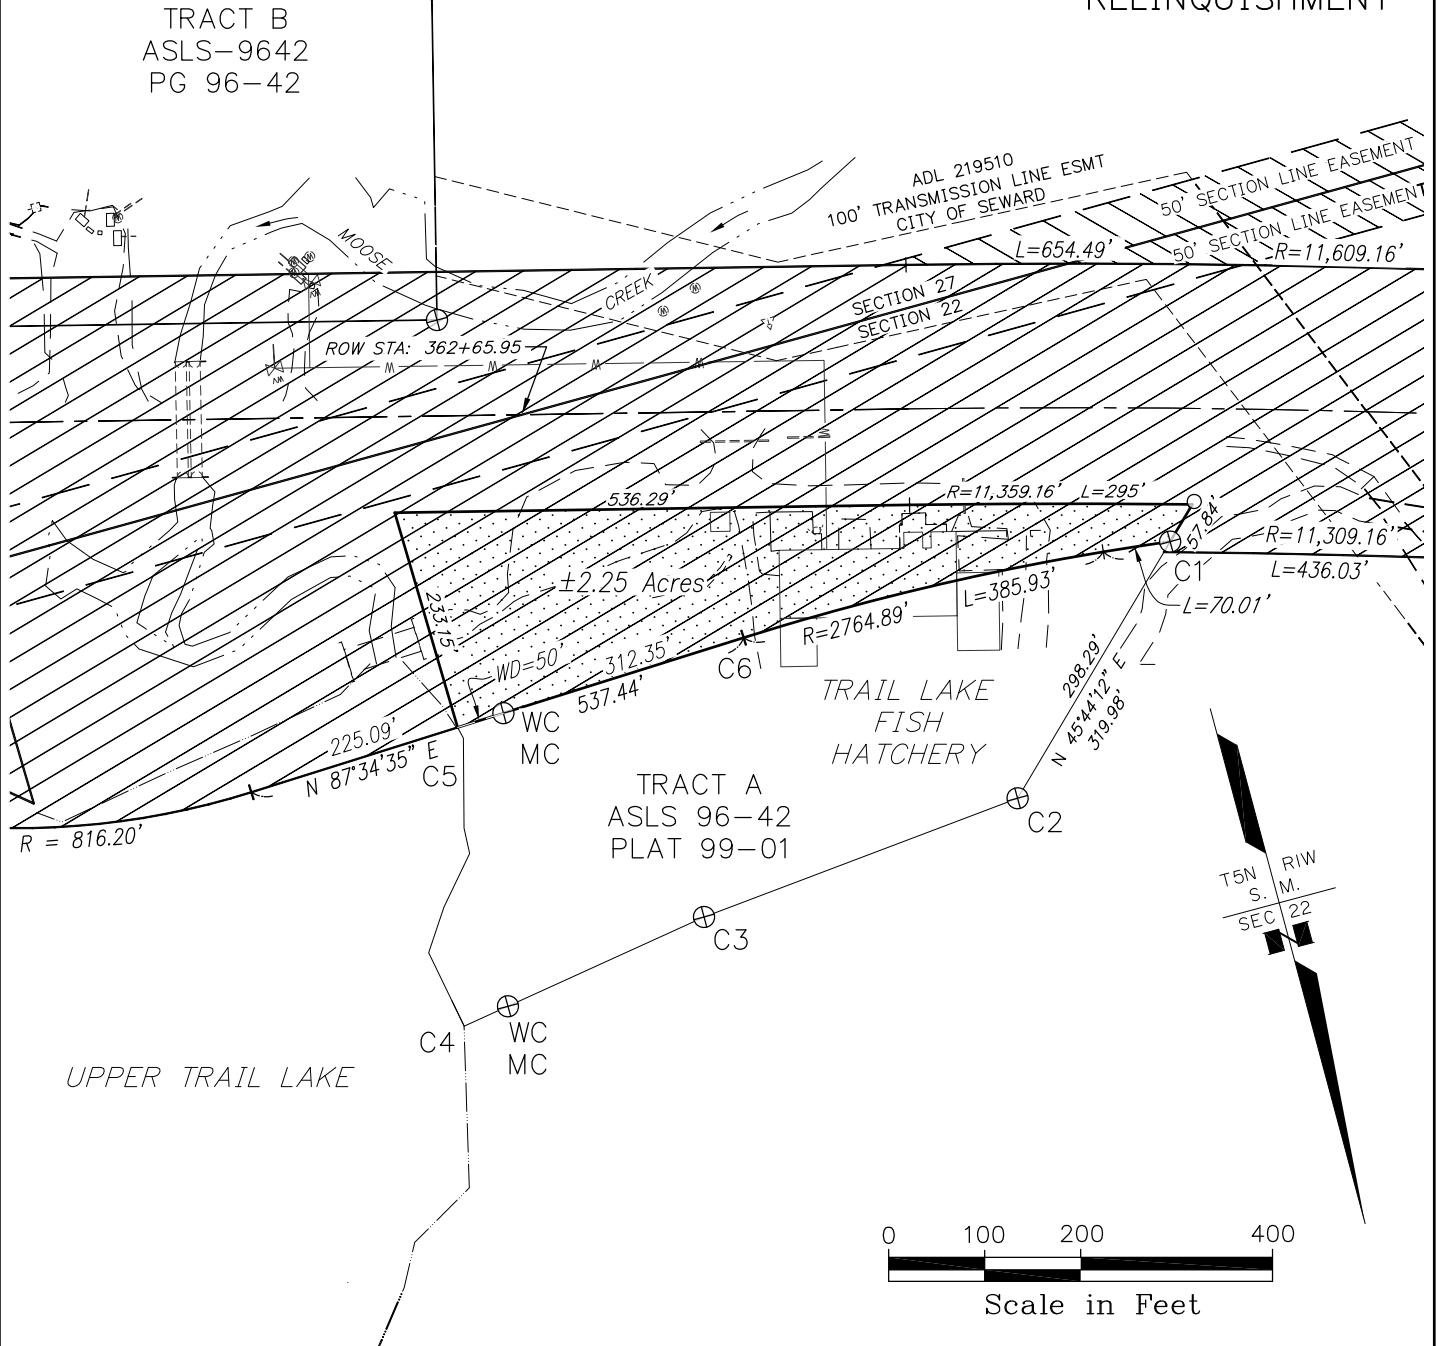 RELINQUISHMENT
TRACT B
ASLS-9642
PG 96-42
ADL 219510
100' TRANSMISSION LINE ESMT
CITY OF SEWARD
50' SECTION LINE EASEMENT
50' SECTION LINE EASEMENT
L=654.49'
R=11,609.16'
MOOSE
CREEK
SECTION 27
SECTION 22
ROW STA: 362+65.95
W W W W
536.29'
R=11,359.16' L=295'
57.84'
R=11,309.16'
L=436.03'
C1
L=70.01'
±2.25 Acres
233.15'
L=385.93'
R=2764.89'
WD=50'
312.35'
537.44'
C6
WC
MC
225.09'
N 87°34'35" E
C5
R = 816.20'
TRAIL LAKE
FISH
HATCHERY
298.29'
N 45°44'12" E
319.98'
TRACT A
ASLS 96-42
PLAT 99-01
C2
C3
C4
WC
MC
UPPER TRAIL LAKE
T5N R1W
S. M.
SEC 22
N
0 100 200 400
Scale in Feet